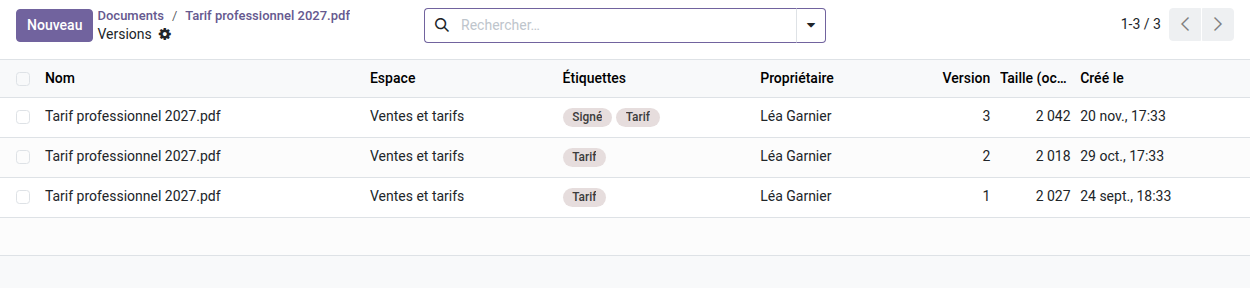 Nouveau
Documents / Tarif professionnel 2027.pdf
Versions
Rechercher...
1-3 / 3
Nom Espace Étiquettes Propriétaire Version Taille (oc... Créé le
Tarif professionnel 2027.pdf Ventes et tarifs Signé Tarif Léa Garnier 3 2 042 20 nov., 17:33
Tarif professionnel 2027.pdf Ventes et tarifs Tarif Léa Garnier 2 2 018 29 oct., 17:33
Tarif professionnel 2027.pdf Ventes et tarifs Tarif Léa Garnier 1 2 027 24 sept., 18:33